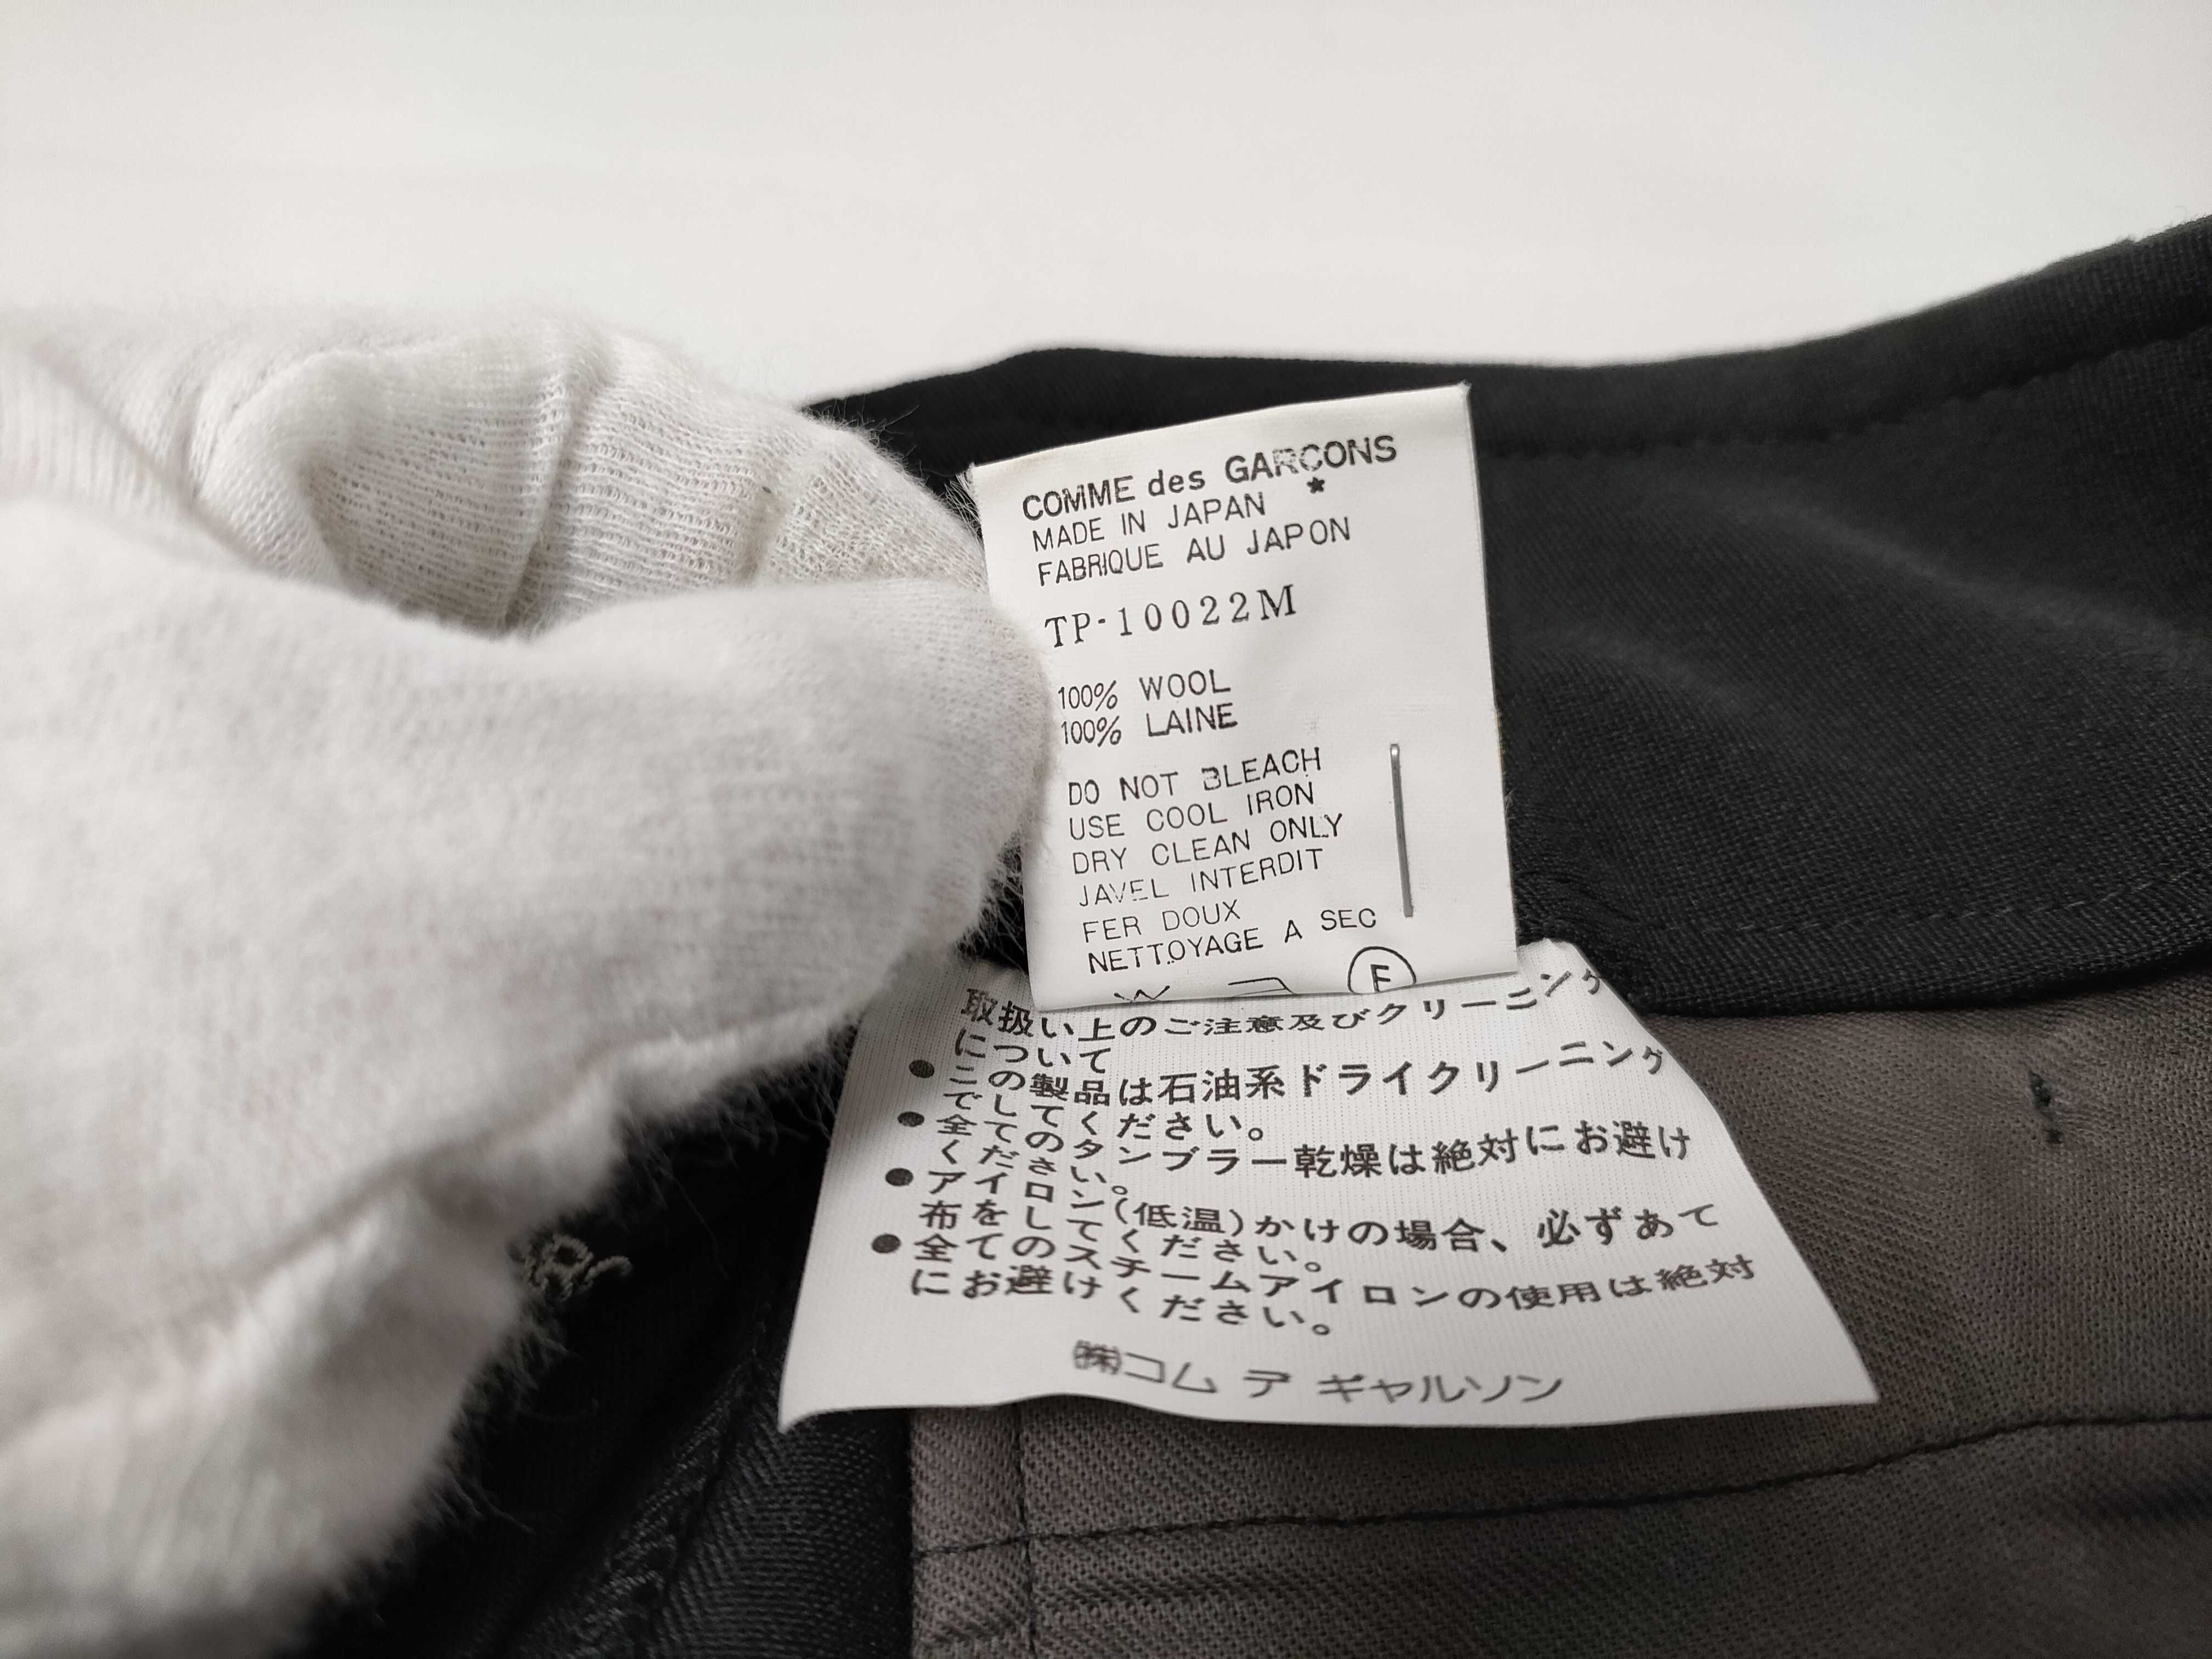 COMME des GARCONS
★
MADE IN JAPAN
FABRIQUE AU JAPON
TP-10022M
100% WOOL
100% LAINE
DO NOT BLEACH
USE COOL IRON
DRY CLEAN ONLY
JAVEL INTERDIT
FER DOUX
NETTOYAGE A SEC
F
取扱い上のご注意及びクリーニング
について
●この製品は石油系ドライクリーニング
でしてください。
●全てのタンブラー乾燥は絶対にお避け
ください。
●アイロン(低温)かけの場合、必ずあて
布をしてください。
●全てのスチームアイロンの使用は絶対
にお避けください。
㈱コム デ ギャルソン